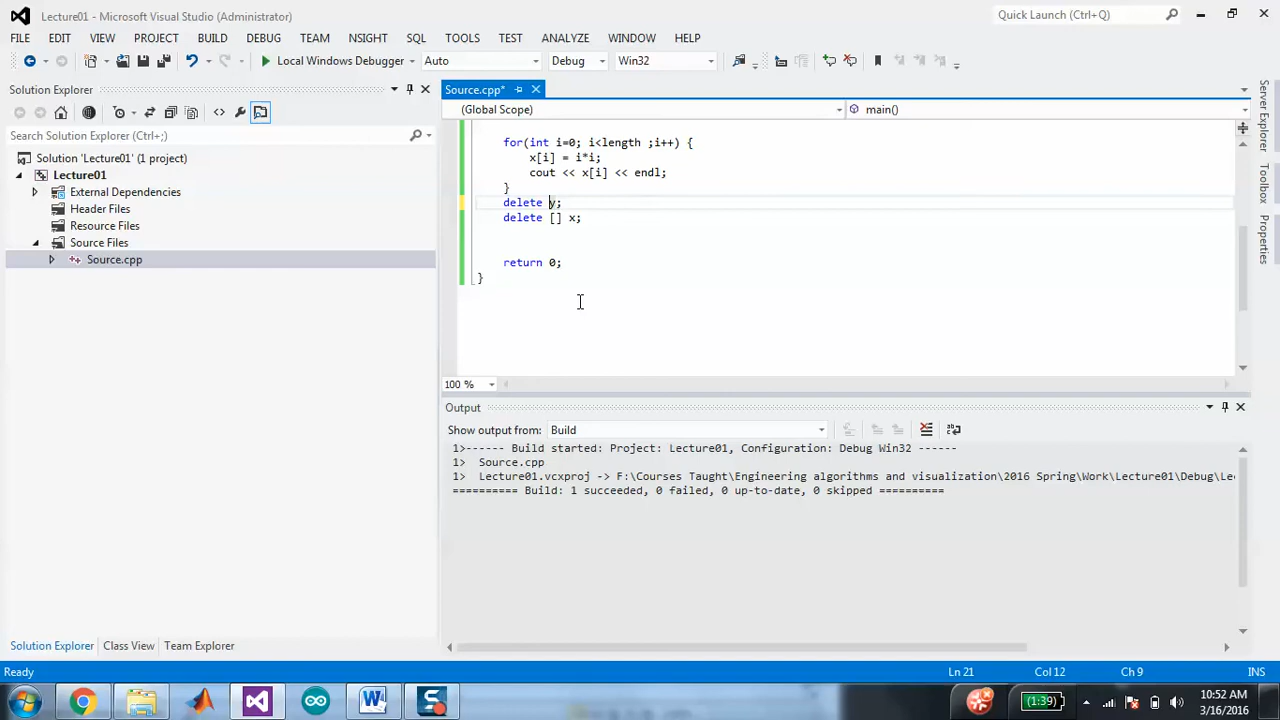 Lecture01 - Microsoft Visual Studio (Administrator)
Quick Launch (Ctrl+Q)
FILE EDIT VIEW PROJECT BUILD DEBUG TEAM NSIGHT SQL TOOLS TEST ANALYZE WINDOW HELP
Local Windows Debugger Auto Debug Win32
Solution Explorer
Source.cpp*
(Global Scope)
main()
Search Solution Explorer (Ctrl+;)
Solution 'Lecture01' (1 project)
Lecture01
External Dependencies
Header Files
Resource Files
Source Files
Source.cpp
for(int i=0; i<length ;i++) {
x[i] = i*i;
cout << x[i] << endl;
}
delete y;
delete [] x;
return 0;
}
100 %
Output
Show output from: Build
1>------ Build started: Project: Lecture01, Configuration: Debug Win32 ------
1> Source.cpp
1> Lecture01.vcxproj -> F:\Courses Taught\Engineering algorithms and visualization\2016 Spring\Work\Lecture01\Debug\Le
========== Build: 1 succeeded, 0 failed, 0 up-to-date, 0 skipped ==========
Server Explorer
Toolbox
Properties
Solution Explorer Class View Team Explorer
Ready
Ln 21 Col 12 Ch 9 INS
(1:39)
10:52 AM
3/16/2016